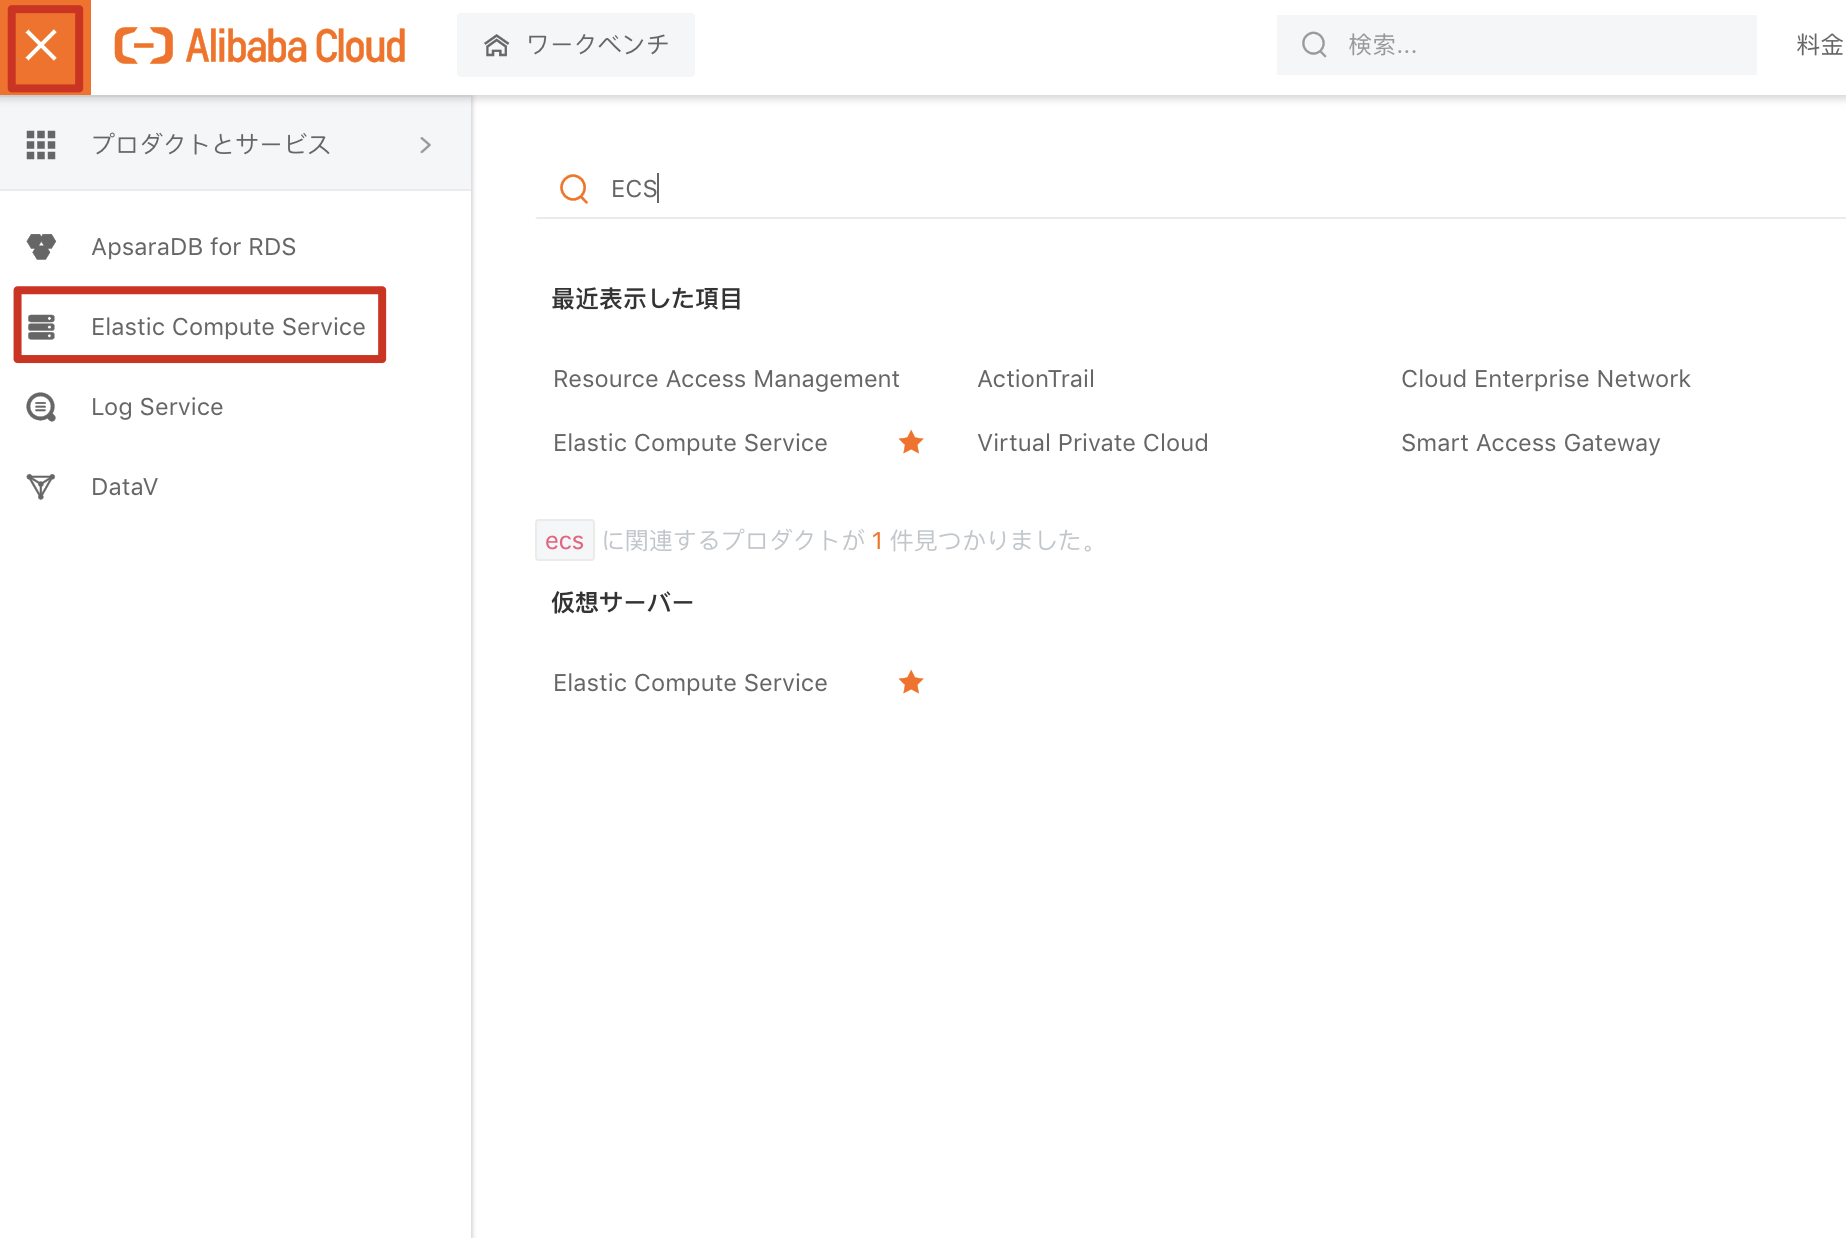 Alibaba Cloud
ワークベンチ
検索...
料金
プロダクトとサービス
ECS
ApsaraDB for RDS
Elastic Compute Service
Log Service
DataV
最近表示した項目
Resource Access Management ActionTrail Cloud Enterprise Network
Elastic Compute Service Virtual Private Cloud Smart Access Gateway
ecs に関連するプロダクトが 1 件見つかりました。
仮想サーバー
Elastic Compute Service